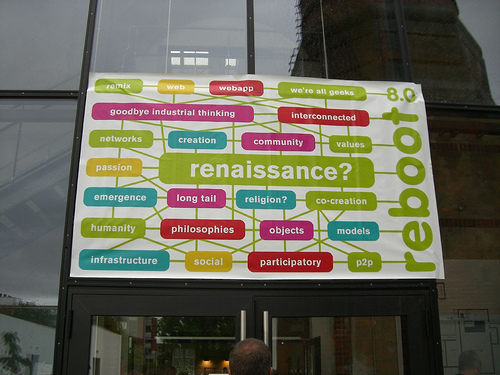 remix web webapp we're all geeks
goodbye industrial thinking interconnected
networks creation community values
passion renaissance?
emergence long tail religion? co-creation
humanity philosophies objects models
infrastructure social participatory p2p
reboot 8.0